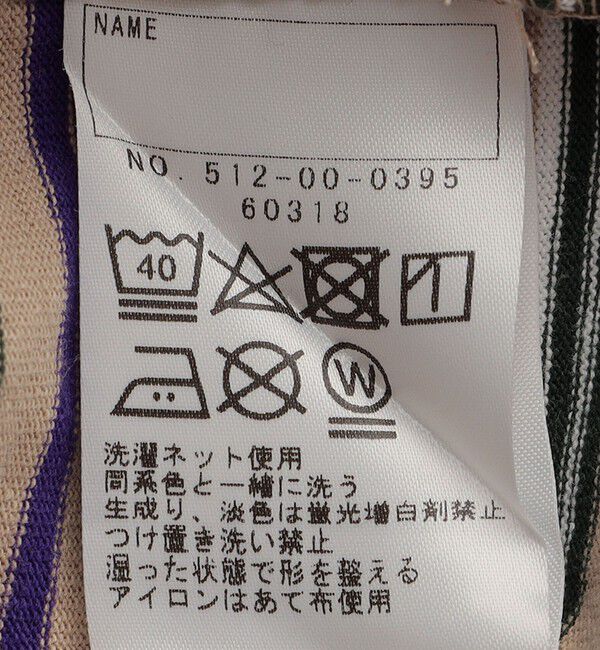 NAME
NO. 512-00-0395
60318
40
W
洗濯ネット使用
同系色と一緒に洗う
生成り、淡色は蛍光増白剤禁止
つけ置き洗い禁止
湿った状態で形を整える
アイロンはあて布使用